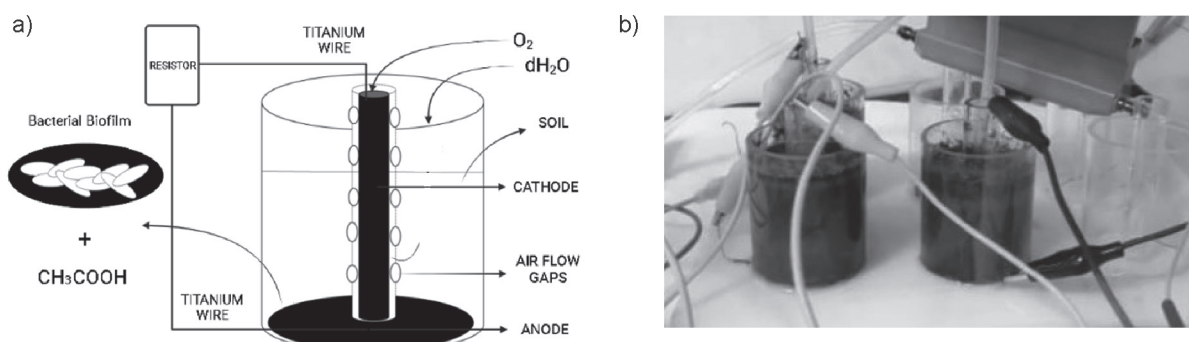 a)
TITANIUM
WIRE
O₂
dH₂O
RESISTOR
Bacterial Biofilm
SOIL
CATHODE
+
CH₃COOH
AIR FLOW
GAPS
TITANIUM
WIRE
ANODE
b)